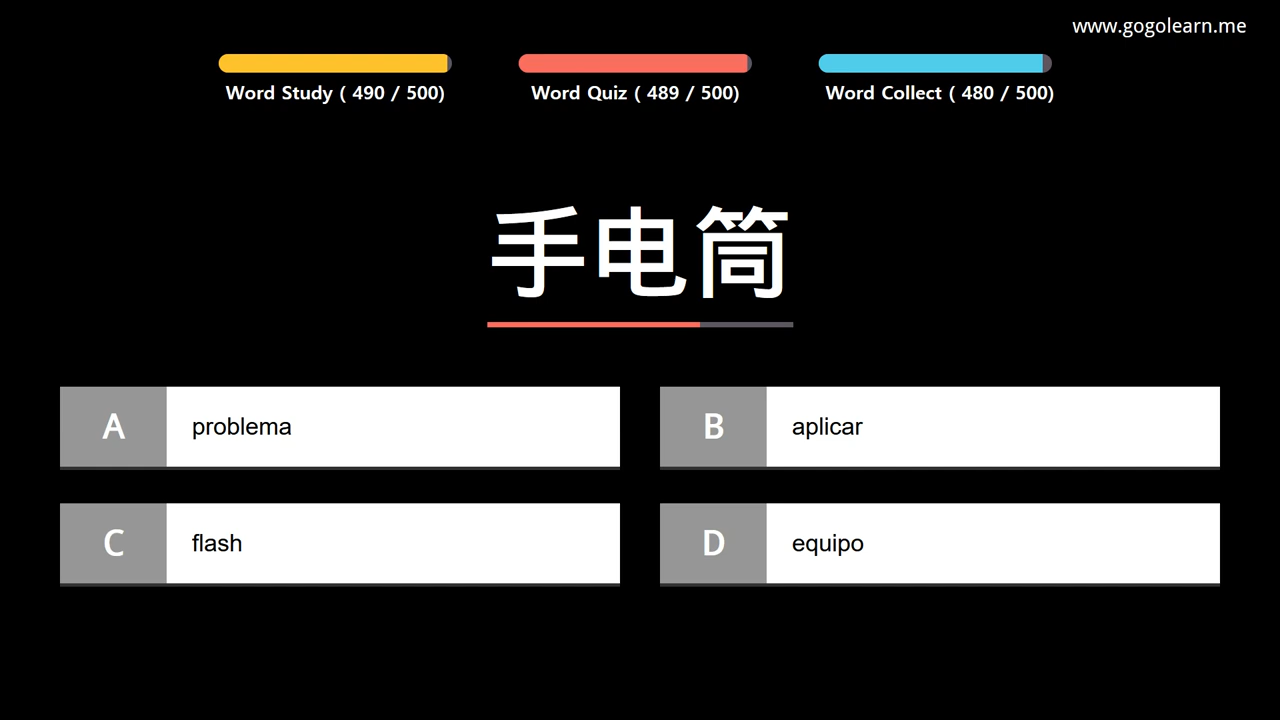 www.gogolearn.me
Word Study ( 490 / 500)
Word Quiz ( 489 / 500)
Word Collect ( 480 / 500)
手电筒
A problema
B aplicar
C flash
D equipo